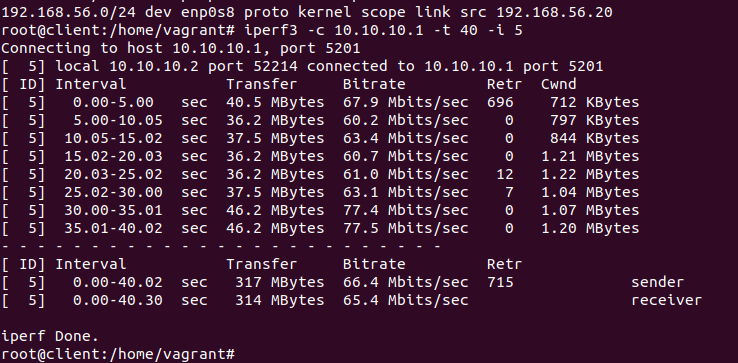 192.168.56.0/24 dev enp0s8 proto kernel scope link src 192.168.56.20
root@client:/home/vagrant# iperf3 -c 10.10.10.1 -t 40 -i 5
Connecting to host 10.10.10.1, port 5201
[  5] local 10.10.10.2 port 52214 connected to 10.10.10.1 port 5201
[ ID] Interval           Transfer     Bitrate         Retr  Cwnd
[  5]   0.00-5.00   sec  40.5 MBytes  67.9 Mbits/sec  696    712 KBytes
[  5]   5.00-10.05  sec  36.2 MBytes  60.2 Mbits/sec    0    797 KBytes
[  5]  10.05-15.02  sec  37.5 MBytes  63.4 Mbits/sec    0    844 KBytes
[  5]  15.02-20.03  sec  36.2 MBytes  60.7 Mbits/sec    0   1.21 MBytes
[  5]  20.03-25.02  sec  36.2 MBytes  61.0 Mbits/sec   12   1.22 MBytes
[  5]  25.02-30.00  sec  37.5 MBytes  63.1 Mbits/sec    7   1.04 MBytes
[  5]  30.00-35.01  sec  46.2 MBytes  77.4 Mbits/sec    0   1.07 MBytes
[  5]  35.01-40.02  sec  46.2 MBytes  77.5 Mbits/sec    0   1.20 MBytes
- - - - - - - - - - - - - - - - - - - - - - - - -
[ ID] Interval           Transfer     Bitrate         Retr
[  5]   0.00-40.02  sec   317 MBytes  66.4 Mbits/sec  715             sender
[  5]   0.00-40.30  sec   314 MBytes  65.4 Mbits/sec                  receiver
iperf Done.
root@client:/home/vagrant#